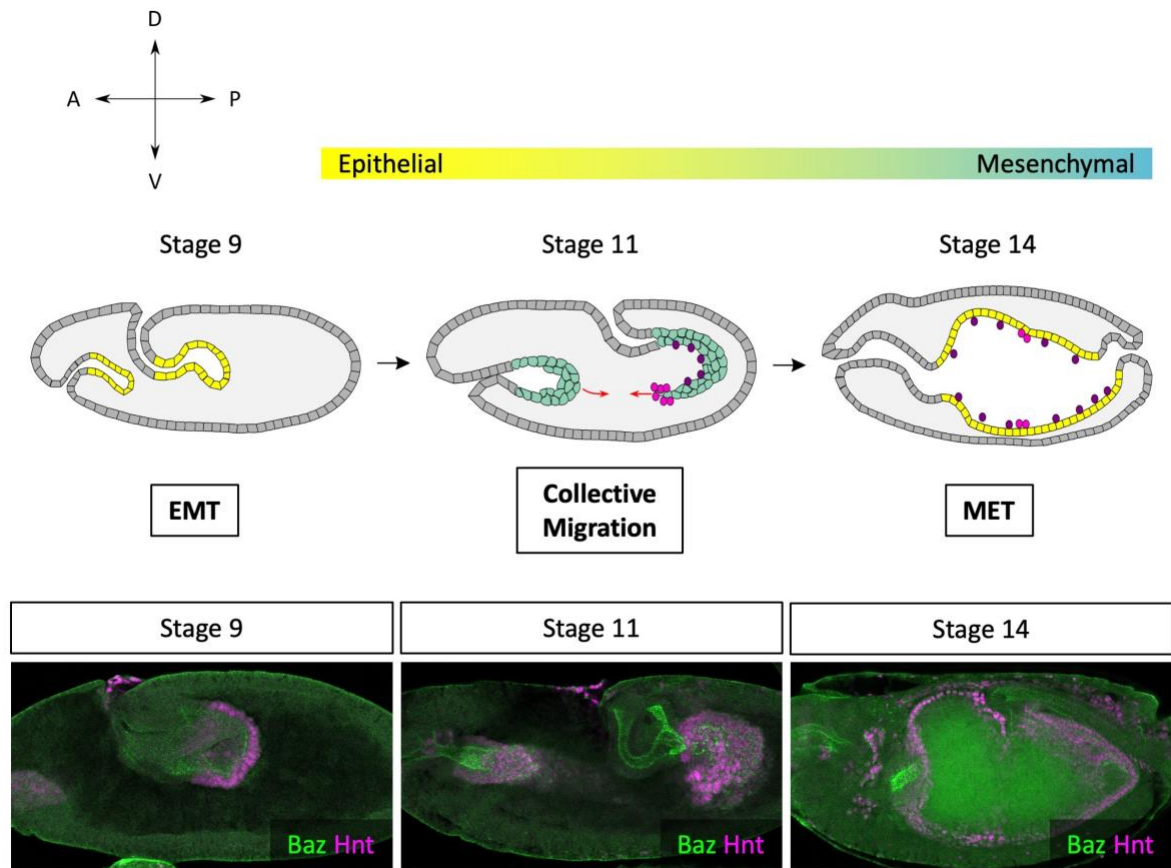 D
A P
V
Epithelial Mesenchymal
Stage 9 Stage 11 Stage 14
EMT
Collective
Migration
MET
Stage 9 Stage 11 Stage 14
Baz Hnt Baz Hnt Baz Hnt